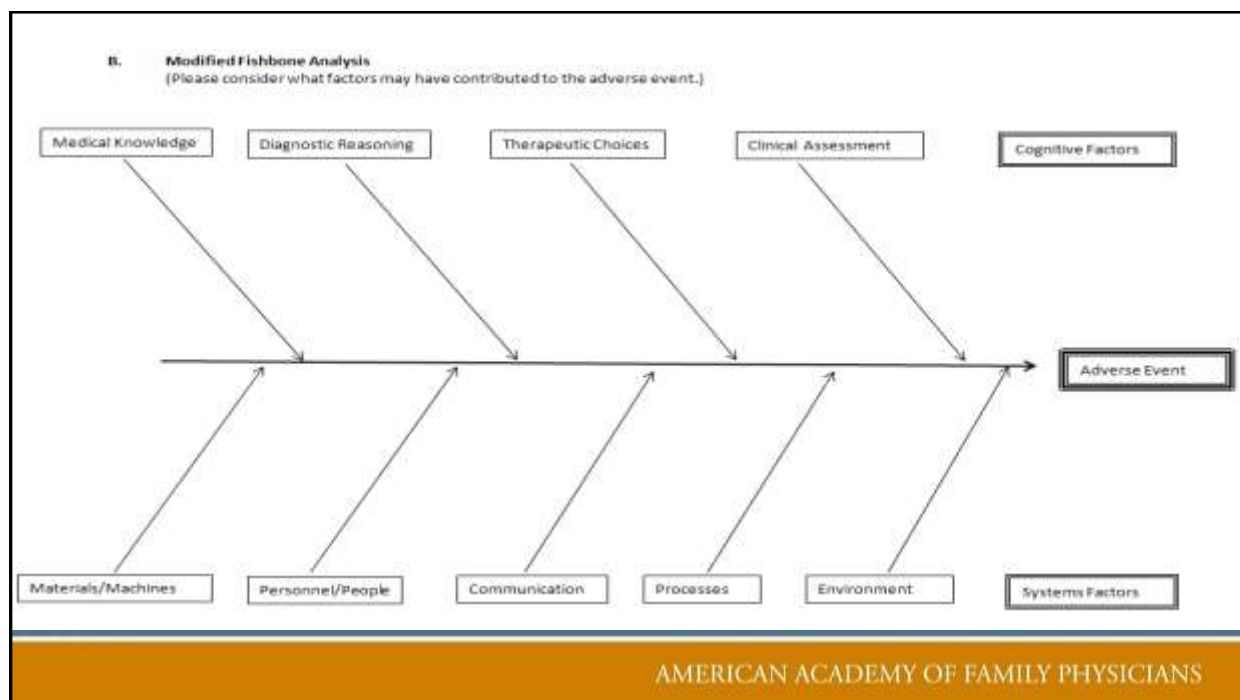 B. Modified Fishbone Analysis
(Please consider what factors may have contributed to the adverse event.)
Medical Knowledge
Diagnostic Reasoning
Therapeutic Choices
Clinical Assessment
Cognitive Factors
Adverse Event
Materials/Machines
Personnel/People
Communication
Processes
Environment
Systems Factors
AMERICAN ACADEMY OF FAMILY PHYSICIANS